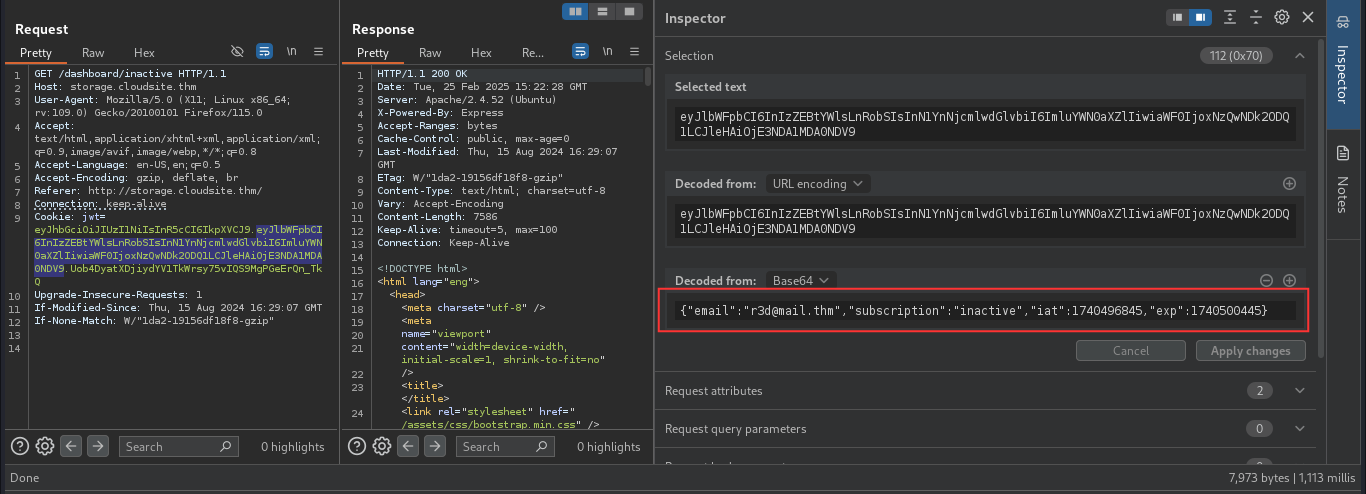 Request
Pretty Raw Hex \n
1 GET /dashboard/inactive HTTP/1.1
2 Host: storage.cloudsite.thm
3 User-Agent: Mozilla/5.0 (X11; Linux x86_64;
rv:109.0) Gecko/20100101 Firefox/115.0
4 Accept:
text/html,application/xhtml+xml,application/xml;
q=0.9,image/avif,image/webp,*/*;q=0.8
5 Accept-Language: en-US,en;q=0.5
6 Accept-Encoding: gzip, deflate, br
7 Referer: http://storage.cloudsite.thm/
8 Connection: keep-alive
9 Cookie: jwt=
eyJhbGciOiJIUzI1NiIsInR5cCI6IkpXVCJ9.eyJlbWFpbCI
6InIzZEBtYWlsLnRobSIsInN1YnNjcmlwdGlvbiI6ImluYWN
0aXZlIiwiaWF0IjoxNzQwNDk2ODQ1LCJleHAiOjE3NDA1MDA
0NDV9.Uob4DyatXDjiydYV1TkWrsy75vIQS9MgPGeErQn_Tk
Q
10 Upgrade-Insecure-Requests: 1
11 If-Modified-Since: Thu, 15 Aug 2024 16:29:07 GMT
12 If-None-Match: W/"1da2-19156df18f8-gzip"
13
14
Search 0 highlights
Response
Pretty Raw Hex Re... \n
1 HTTP/1.1 200 OK
2 Date: Tue, 25 Feb 2025 15:22:28 GMT
3 Server: Apache/2.4.52 (Ubuntu)
4 X-Powered-By: Express
5 Accept-Ranges: bytes
6 Cache-Control: public, max-age=0
7 Last-Modified: Thu, 15 Aug 2024 16:29:07
GMT
8 ETag: W/"1da2-19156df18f8-gzip"
9 Content-Type: text/html; charset=utf-8
10 Vary: Accept-Encoding
11 Content-Length: 7586
12 Keep-Alive: timeout=5, max=100
13 Connection: Keep-Alive
14
15 <!DOCTYPE html>
16 <html lang="eng">
17 <head>
18 <meta charset="utf-8" />
19 <meta
20 name="viewport"
21 content="width=device-width,
initial-scale=1, shrink-to-fit=no"
22 />
23 <title>
</title>
24 <link rel="stylesheet" href="
/assets/css/bootstrap.min.css" />
Search 0 highlights
Inspector
Selection 112 (0x70)
Selected text
eyJlbWFpbCI6InIzZEBtYWlsLnRobSIsInN1YnNjcmlwdGlvbiI6ImluYWN0aXZlIiwiaWF0IjoxNzQwNDk2ODQ
1LCJleHAiOjE3NDA1MDA0NDV9
Decoded from: URL encoding
eyJlbWFpbCI6InIzZEBtYWlsLnRobSIsInN1YnNjcmlwdGlvbiI6ImluYWN0aXZlIiwiaWF0IjoxNzQwNDk2ODQ
1LCJleHAiOjE3NDA1MDA0NDV9
Decoded from: Base64
{"email":"r3d@mail.thm","subscription":"inactive","iat":1740496845,"exp":1740500445}
Cancel Apply changes
Request attributes 2
Request query parameters 0
Inspector
Notes
Done 7,973 bytes | 1,113 millis